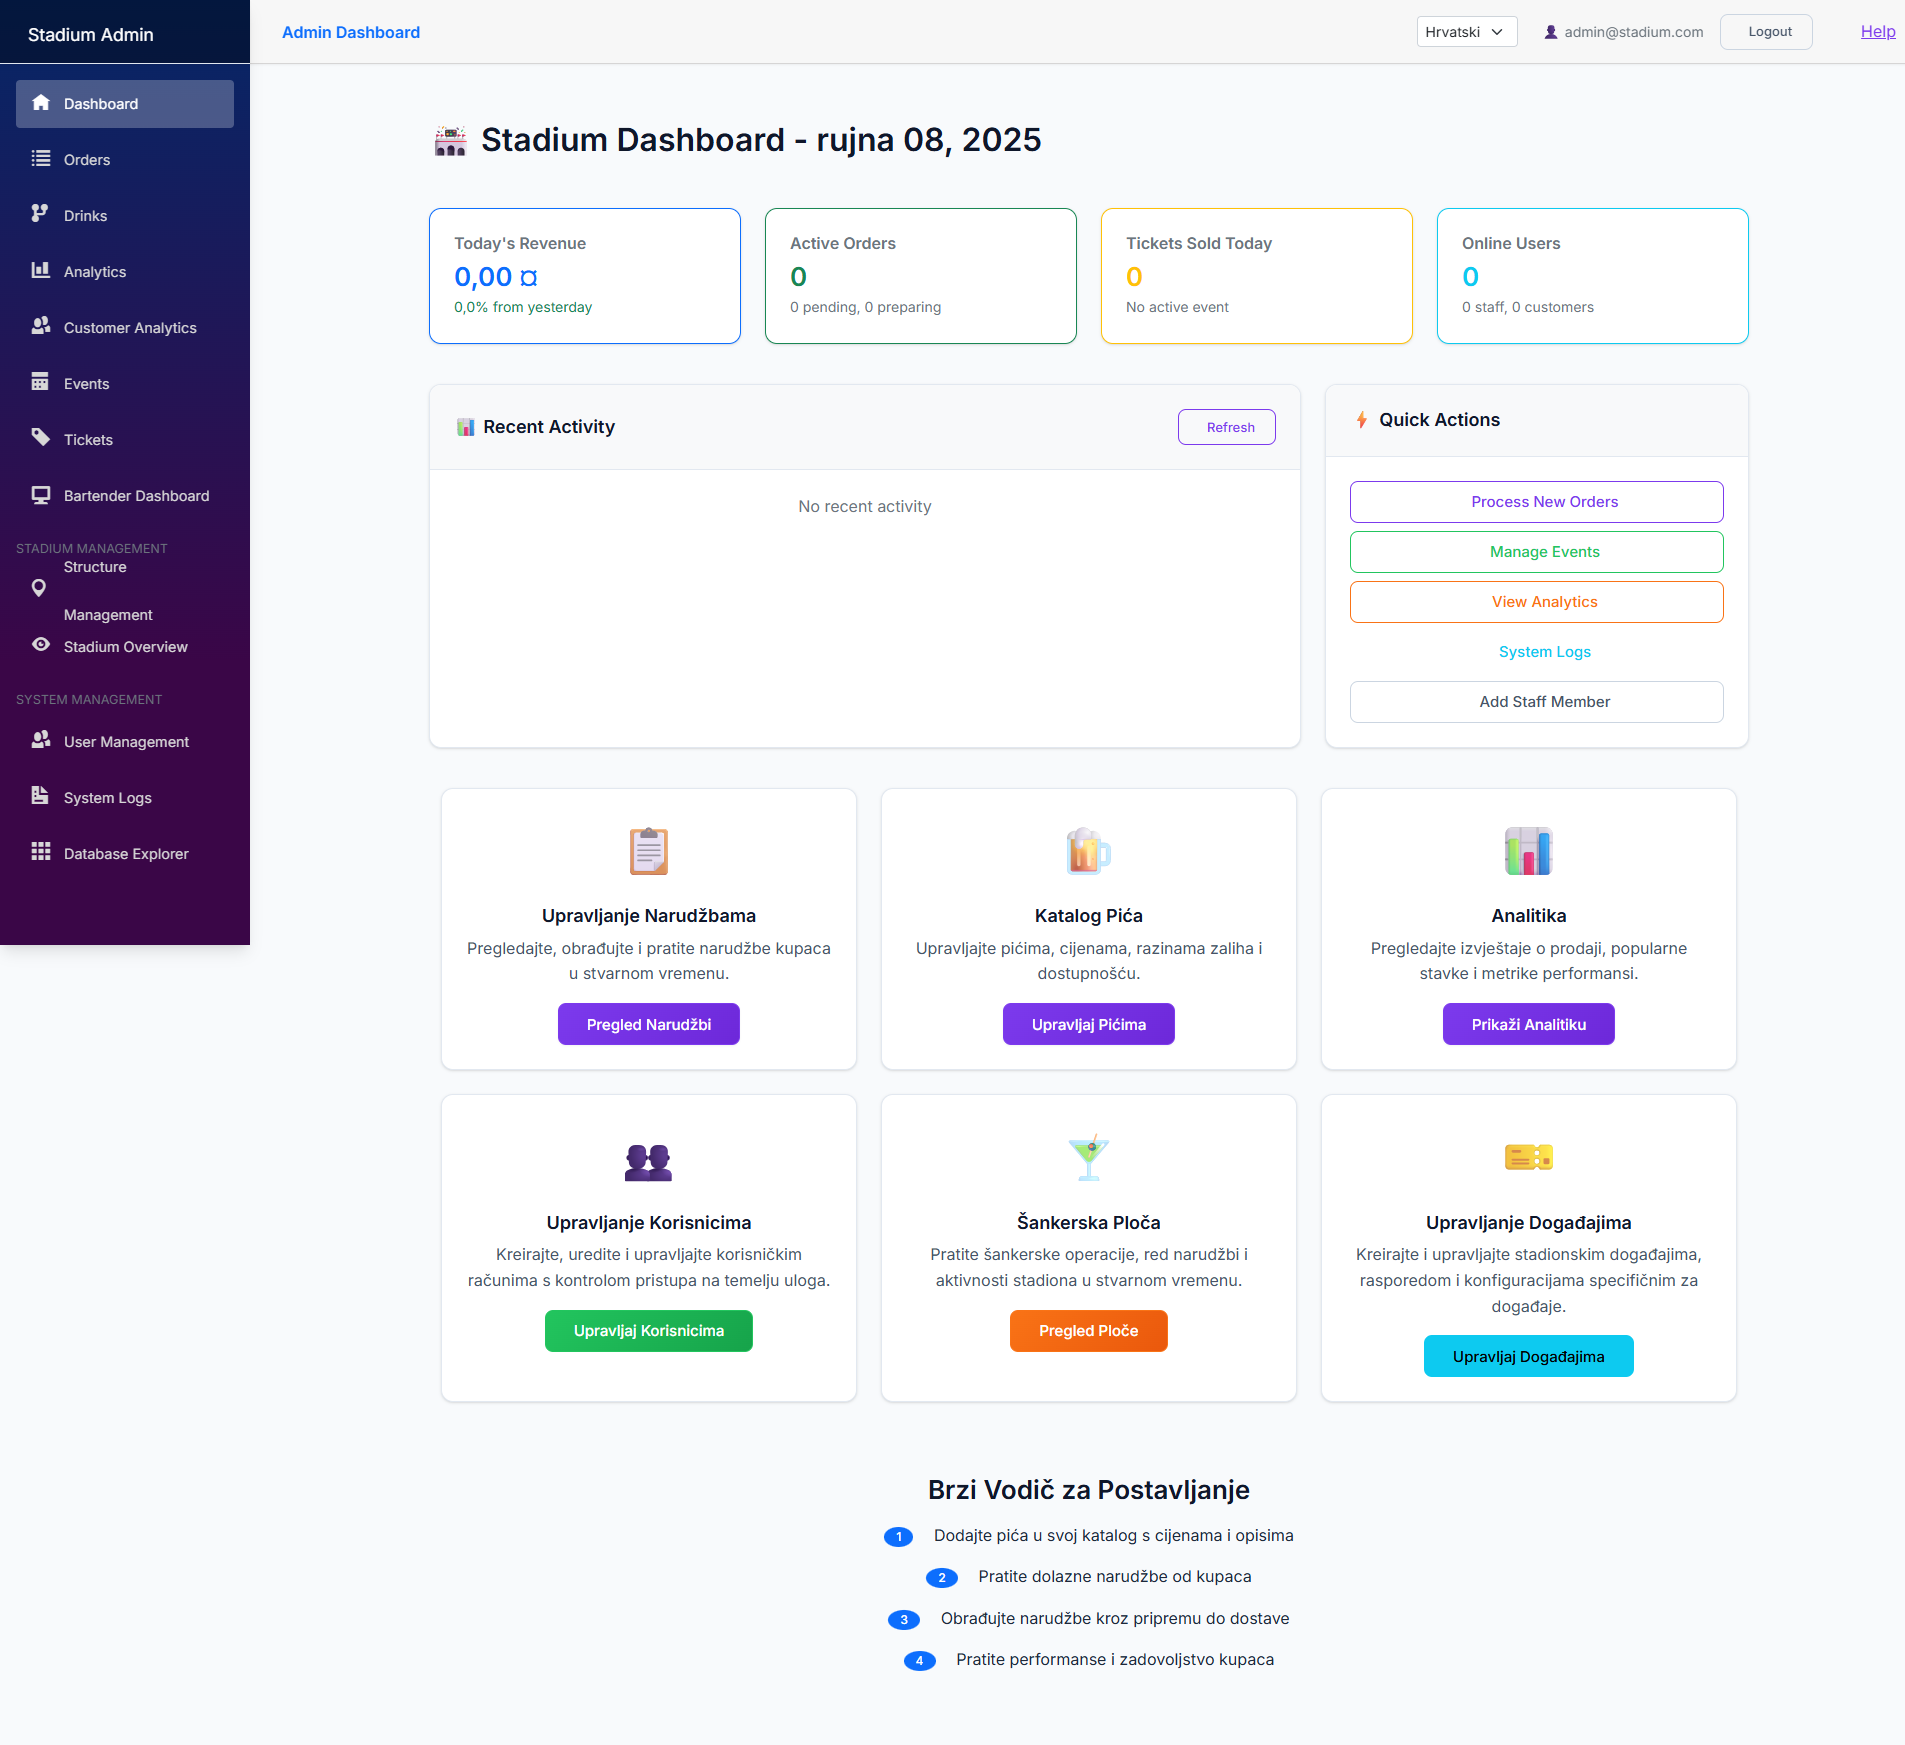 Stadium Admin
Admin Dashboard
Hrvatski
admin@stadium.com
Logout
Help
Dashboard
Orders
Drinks
Analytics
Customer Analytics
Events
Tickets
Bartender Dashboard
STADIUM MANAGEMENT
Structure
Management
Stadium Overview
SYSTEM MANAGEMENT
User Management
System Logs
Database Explorer
Stadium Dashboard - rujna 08, 2025
Today's Revenue
0,00 ¤
0,0% from yesterday
Active Orders
0
0 pending, 0 preparing
Tickets Sold Today
0
No active event
Online Users
0
0 staff, 0 customers
Recent Activity
Refresh
No recent activity
Quick Actions
Process New Orders
Manage Events
View Analytics
System Logs
Add Staff Member
Upravljanje Narudžbama
Pregledajte, obrađujte i pratite narudžbe kupaca
u stvarnom vremenu.
Pregled Narudžbi
Katalog Pića
Upravljajte pićima, cijenama, razinama zaliha i
dostupnošću.
Upravljaj Pićima
Analitika
Pregledajte izvještaje o prodaji, popularne
stavke i metrike performansi.
Prikaži Analitiku
Upravljanje Korisnicima
Kreirajte, uredite i upravljajte korisničkim
računima s kontrolom pristupa na temelju uloga.
Upravljaj Korisnicima
Šankerska Ploča
Pratite šankerske operacije, red narudžbi i
aktivnosti stadiona u stvarnom vremenu.
Pregled Ploče
Upravljanje Događajima
Kreirajte i upravljajte stadionskim događajima,
rasporedom i konfiguracijama specifičnim za
događaje.
Upravljaj Događajima
Brzi Vodič za Postavljanje
1 Dodajte pića u svoj katalog s cijenama i opisima
2 Pratite dolazne narudžbe od kupaca
3 Obrađujte narudžbe kroz pripremu do dostave
4 Pratite performanse i zadovoljstvo kupaca